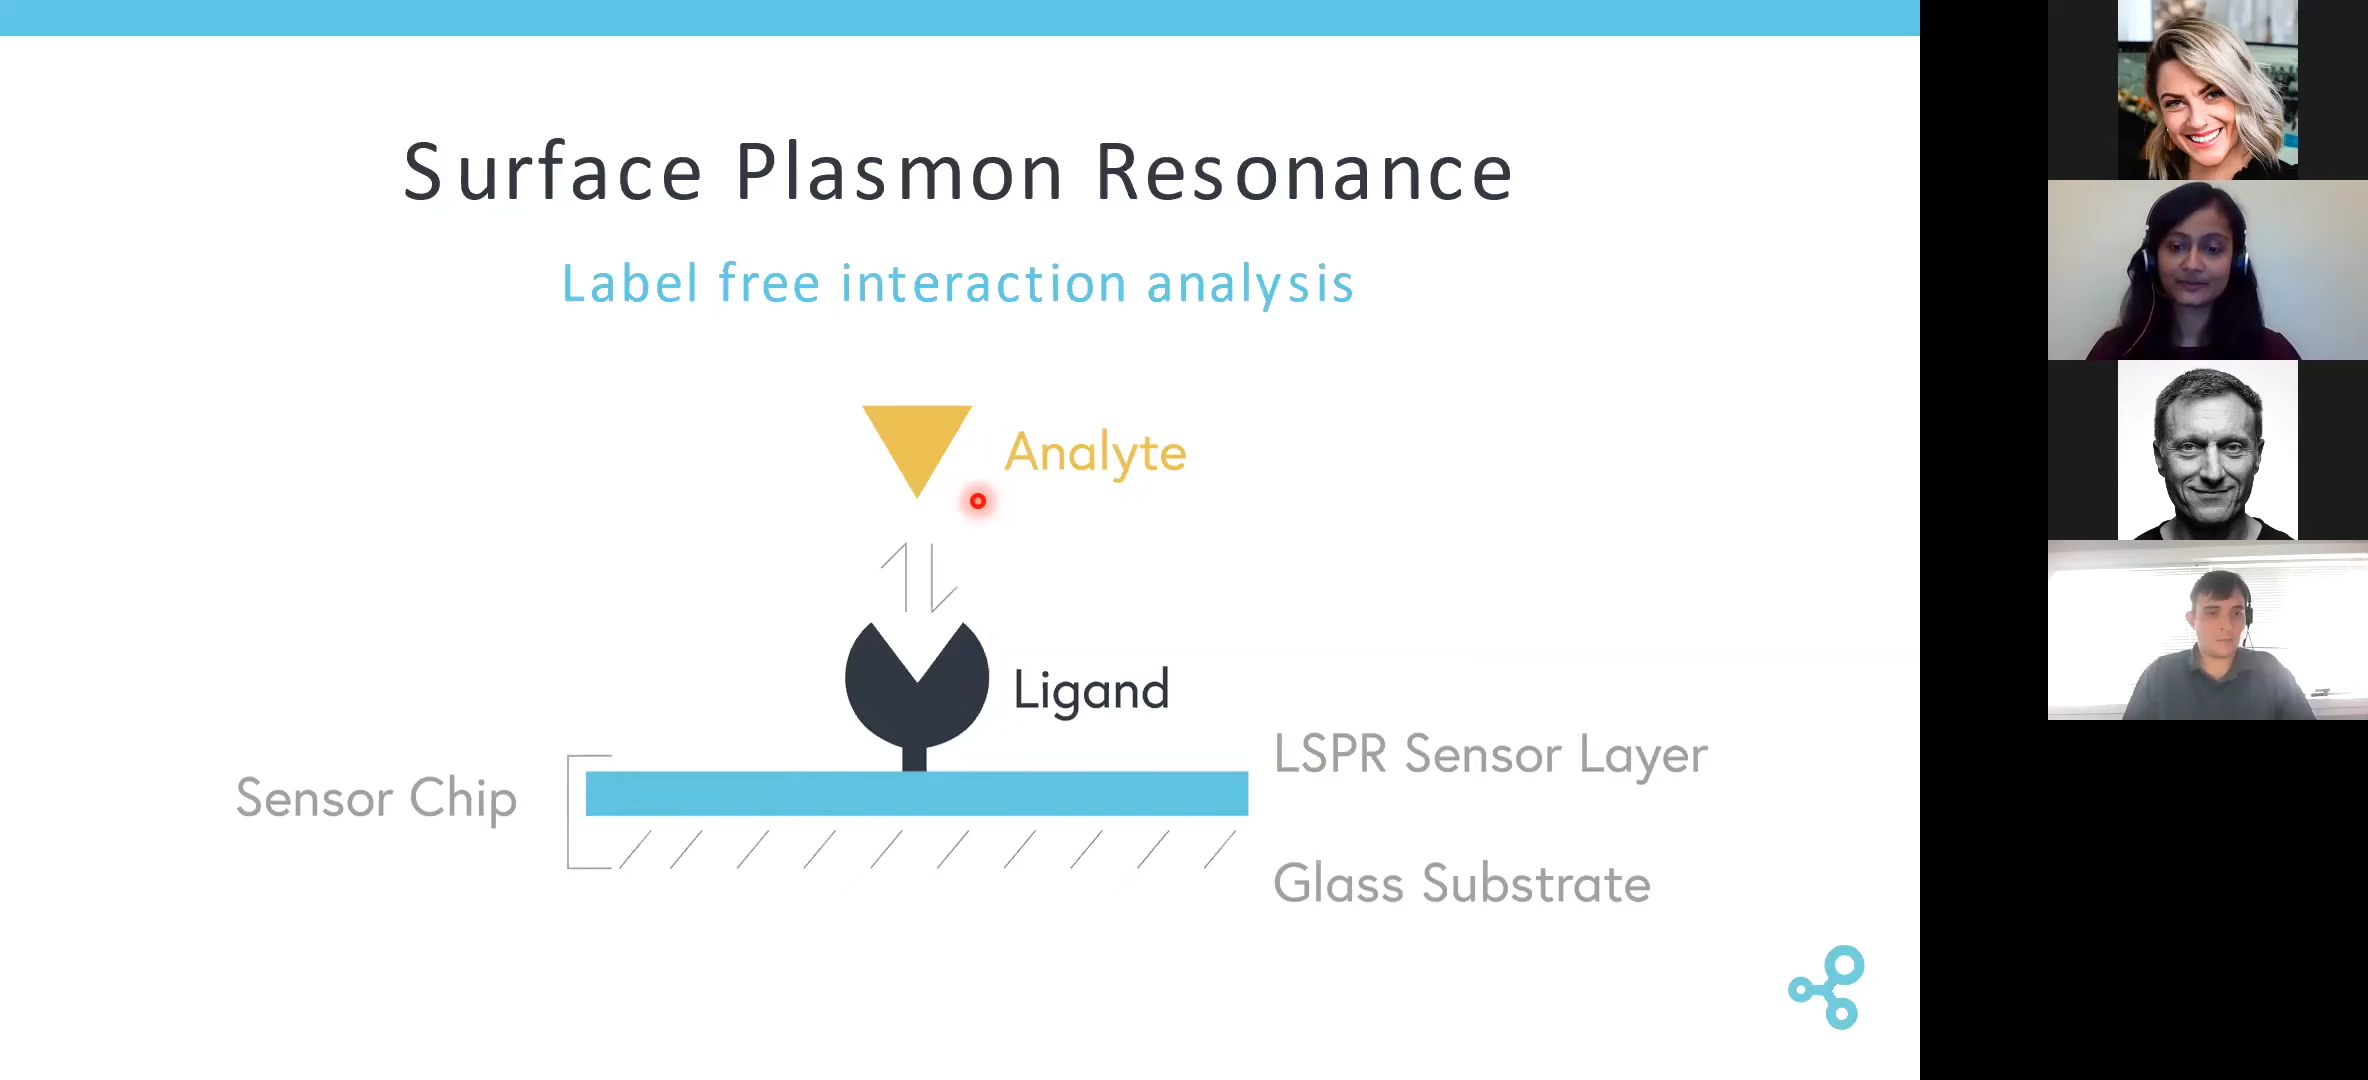 Surface Plasmon Resonance
Label free interaction analysis
Analyte
Ligand
LSPR Sensor Layer
Sensor Chip
Glass Substrate